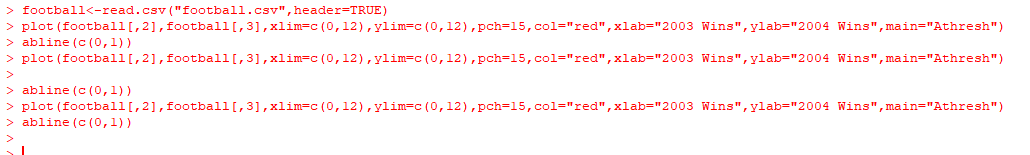 > football<-read.csv("football.csv",header=TRUE)
> plot(football[,2],football[,3],xlim=c(0,12),ylim=c(0,12),pch=15,col="red",xlab="2003 Wins",ylab="2004 Wins",main="Athresh")
> abline(c(0,1))
> plot(football[,2],football[,3],xlim=c(0,12),ylim=c(0,12),pch=15,col="red",xlab="2003 Wins",ylab="2004 Wins",main="Athresh")
>
> abline(c(0,1))
> plot(football[,2],football[,3],xlim=c(0,12),ylim=c(0,12),pch=15,col="red",xlab="2003 Wins",ylab="2004 Wins",main="Athresh")
> abline(c(0,1))
>
>